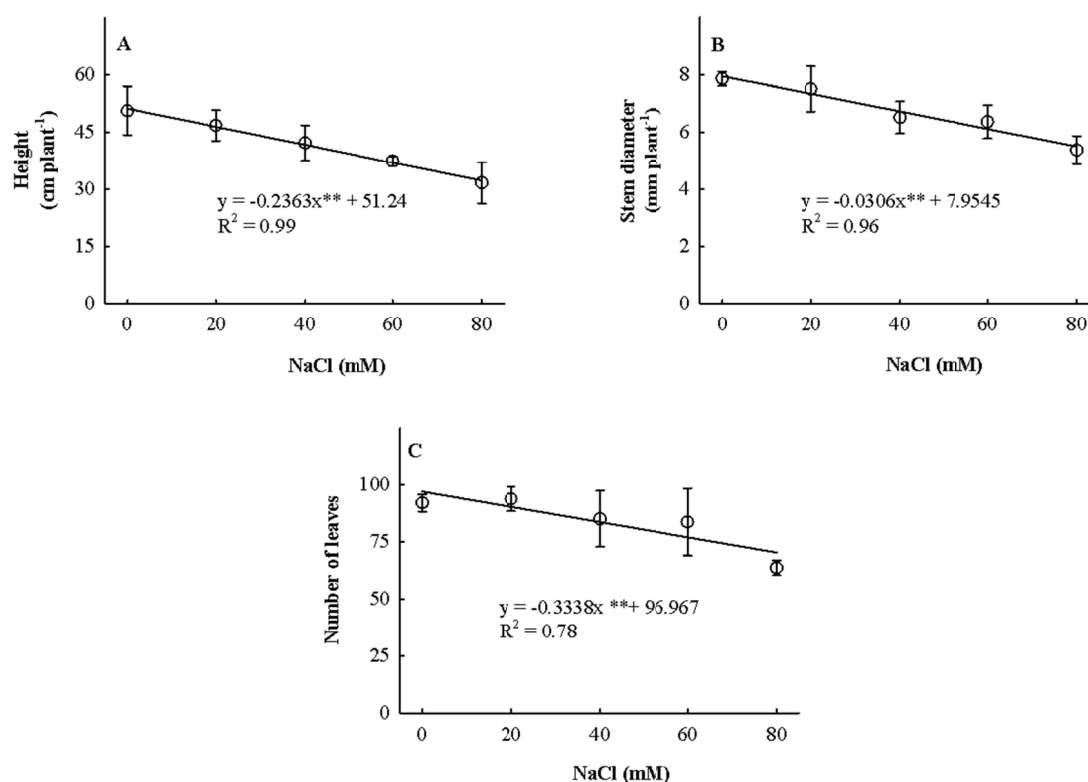 A
Height
(cm plant⁻¹)
60
45
30
15
0
y = -0.2363x** + 51.24
R² = 0.99
0 20 40 60 80
NaCl (mM)
B
Stem diameter
(mm plant⁻¹)
8
6
4
2
0
y = -0.0306x** + 7.9545
R² = 0.96
0 20 40 60 80
NaCl (mM)
C
Number of leaves
100
75
50
25
0
y = -0.3338x **+ 96.967
R² = 0.78
0 20 40 60 80
NaCl (mM)